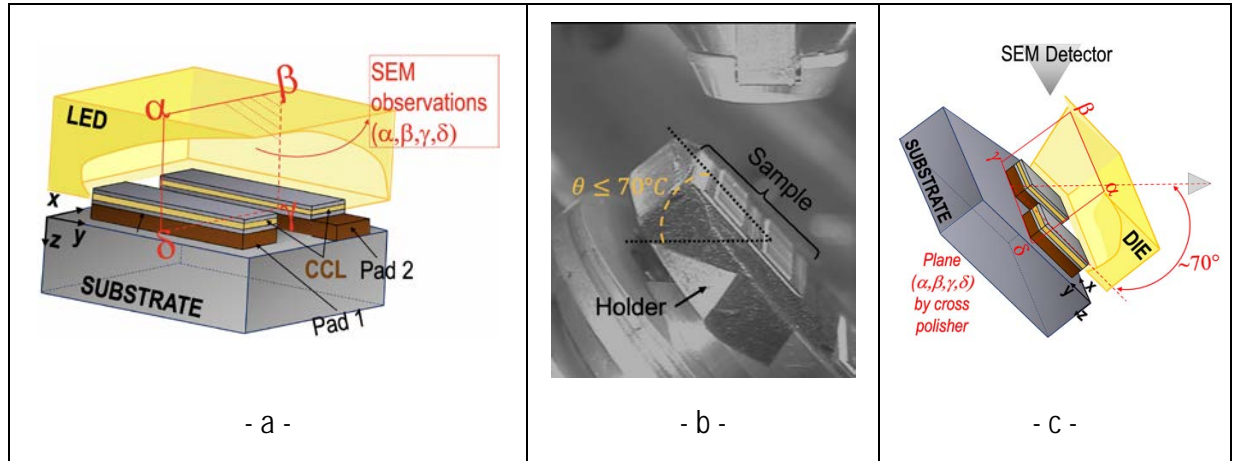 SEM
observations
(α,β,γ,δ)
α
β
LED
x
y
z
γ
δ
CCL
Pad 2
SUBSTRATE
Pad 1
- a -
θ ≤ 70°C
Sample
Holder
- b -
SEM Detector
β
γ
α
SUBSTRATE
δ
DIE
~70°
Plane
(α,β,γ,δ)
by cross
polisher
x
y
z
- c -